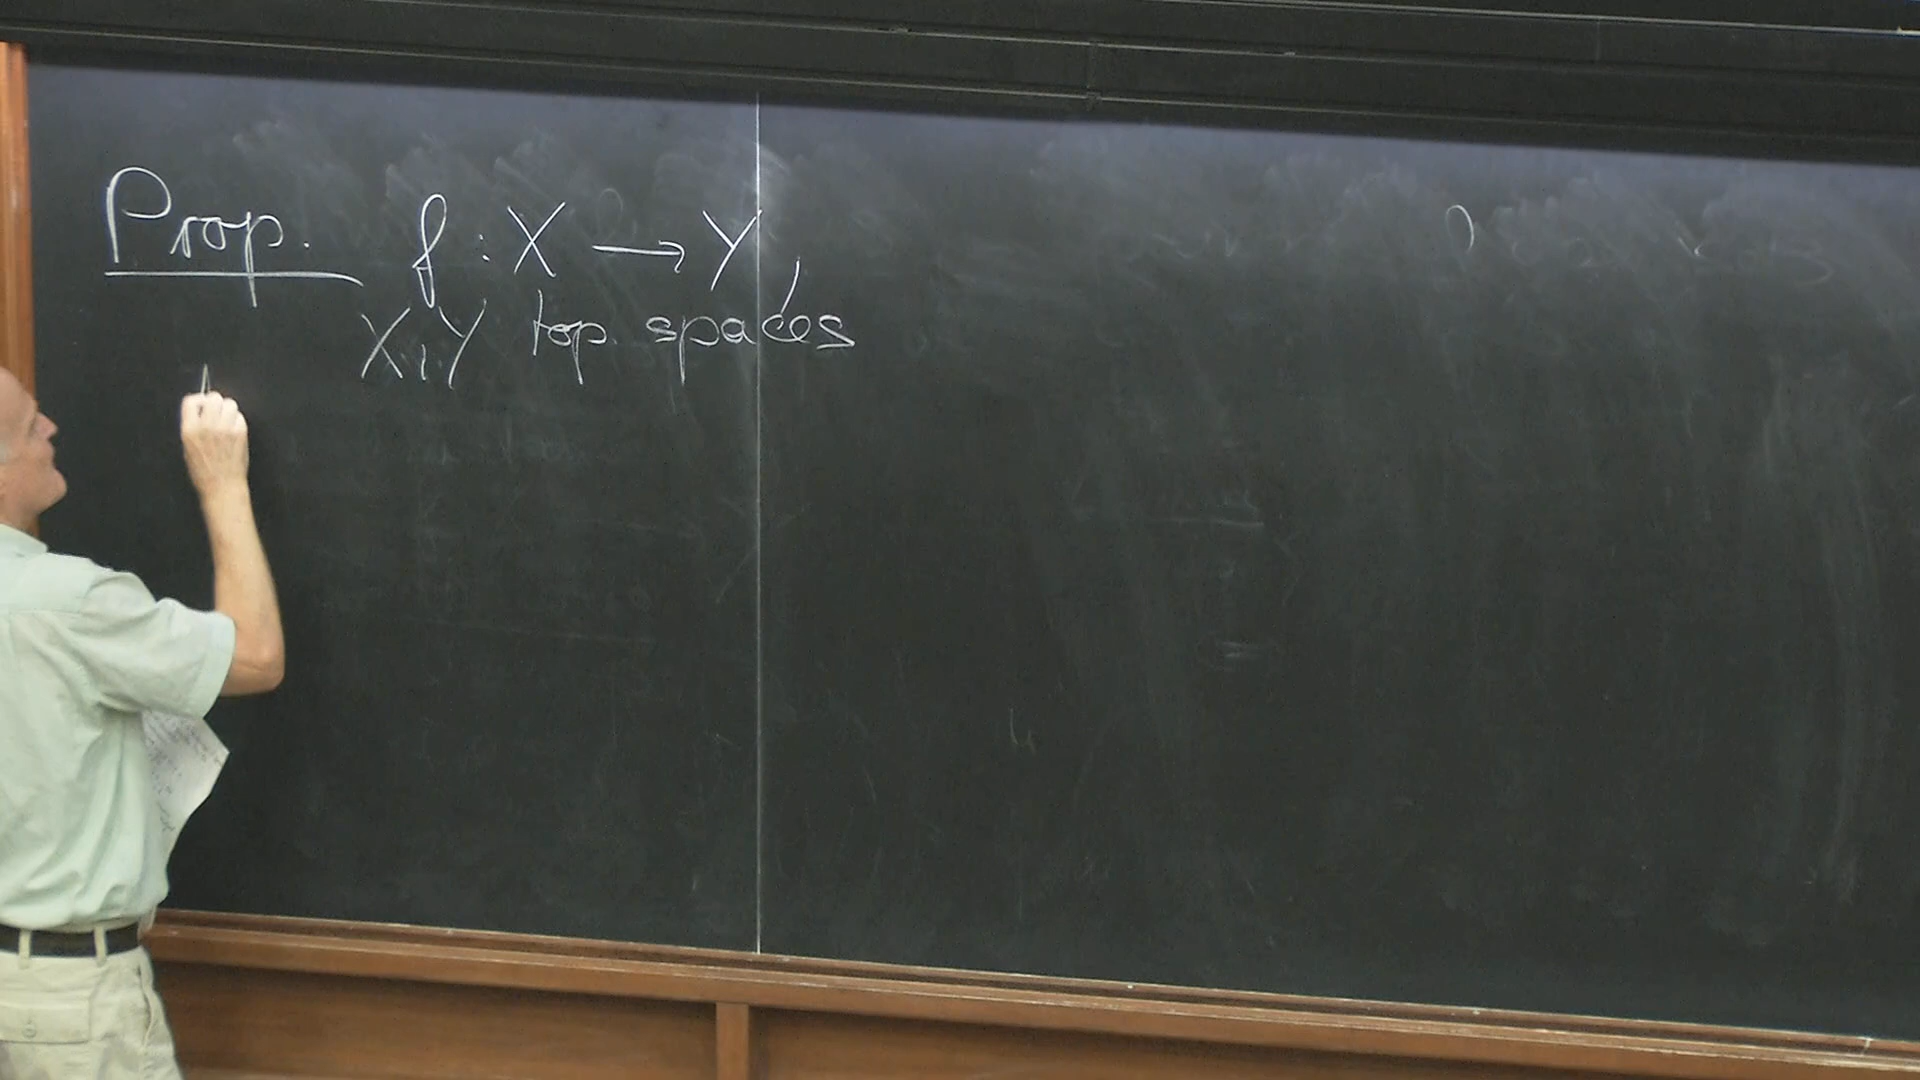 Prop. f : X → Y,
X, Y top. spaces